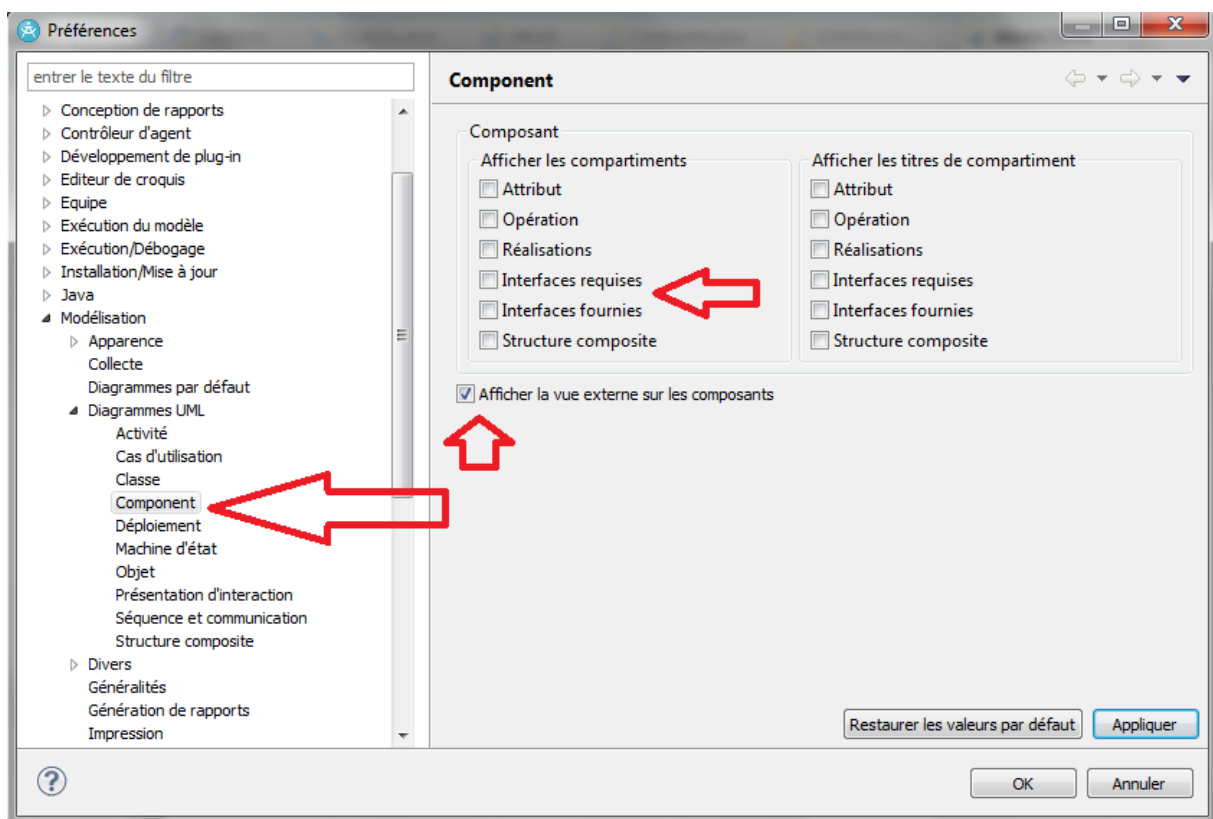 Préférences
entrer le texte du filtre
Conception de rapports
Contrôleur d'agent
Développement de plug-in
Editeur de croquis
Equipe
Exécution du modèle
Exécution/Débogage
Installation/Mise à jour
Java
Modélisation
Apparence
Collecte
Diagrammes par défaut
Diagrammes UML
Activité
Cas d'utilisation
Classe
Component
Déploiement
Machine d'état
Objet
Présentation d'interaction
Séquence et communication
Structure composite
Divers
Généralités
Génération de rapports
Impression
Component
Composant
Afficher les compartiments
Attribut
Opération
Réalisations
Interfaces requises
Interfaces fournies
Structure composite
Afficher les titres de compartiment
Attribut
Opération
Réalisations
Interfaces requises
Interfaces fournies
Structure composite
Afficher la vue externe sur les composants
Restaurer les valeurs par défaut
Appliquer
?
OK
Annuler